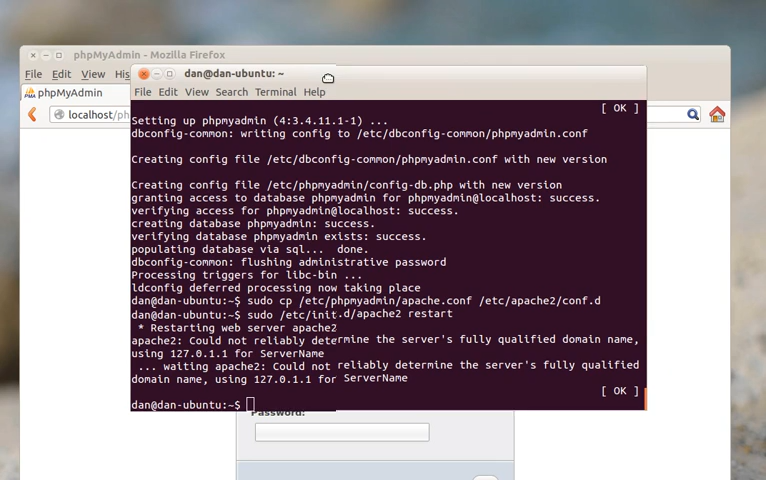 phpMyAdmin - Mozilla Firefox
File Edit View His
phpMyAdmin
localhost/ph
dan@dan-ubuntu: ~
File Edit View Search Terminal Help
[ OK ]
Setting up phpmyadmin (4:3.4.11.1-1) ...
dbconfig-common: writing config to /etc/dbconfig-common/phpmyadmin.conf
Creating config file /etc/dbconfig-common/phpmyadmin.conf with new version
Creating config file /etc/phpmyadmin/config-db.php with new version
granting access to database phpmyadmin for phpmyadmin@localhost: success.
verifying access for phpmyadmin@localhost: success.
creating database phpmyadmin: success.
verifying database phpmyadmin exists: success.
populating database via sql... done.
dbconfig-common: flushing administrative password
Processing triggers for libc-bin ...
ldconfig deferred processing now taking place
dan@dan-ubuntu:~$ sudo cp /etc/phpmyadmin/apache.conf /etc/apache2/conf.d
dan@dan-ubuntu:~$ sudo /etc/init.d/apache2 restart
* Restarting web server apache2
apache2: Could not reliably determine the server's fully qualified domain name,
using 127.0.1.1 for ServerName
... waiting apache2: Could not reliably determine the server's fully qualified
domain name, using 127.0.1.1 for ServerName
[ OK ]
dan@dan-ubuntu:~$
Password: